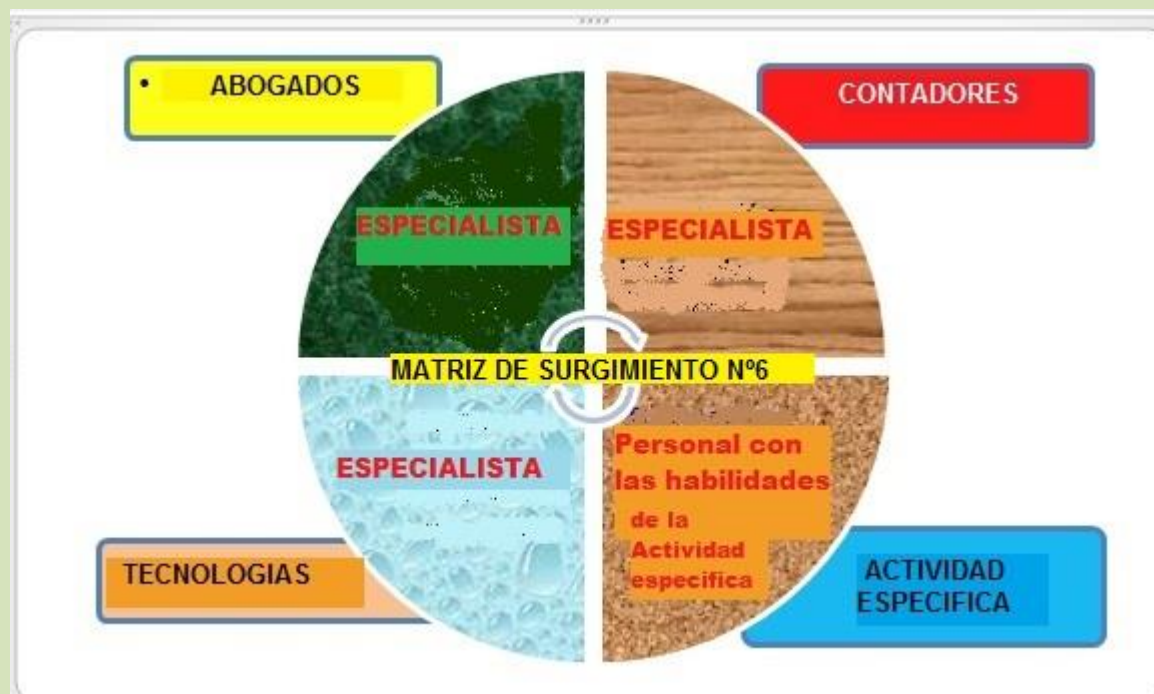 • ABOGADOS
CONTADORES
ESPECIALISTA
ESPECIALISTA
MATRIZ DE SURGIMIENTO Nº6
ESPECIALISTA
Personal con
las habilidades
de la
Actividad
especifica
TECNOLOGIAS
ACTIVIDAD
ESPECIFICA